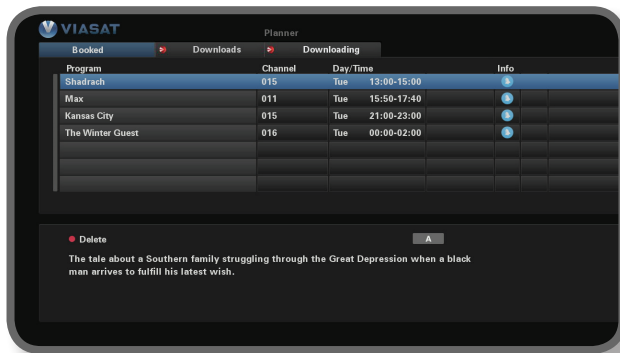 VIASAT
Planner
Booked Downloads Downloading
Program Channel Day/Time Info
Shadrach 015 Tue 13:00-15:00
Max 011 Tue 15:50-17:40
Kansas City 015 Tue 21:00-23:00
The Winter Guest 016 Tue 00:00-02:00
Delete A
The tale about a Southern family struggling through the Great Depression when a black
man arrives to fulfill his latest wish.